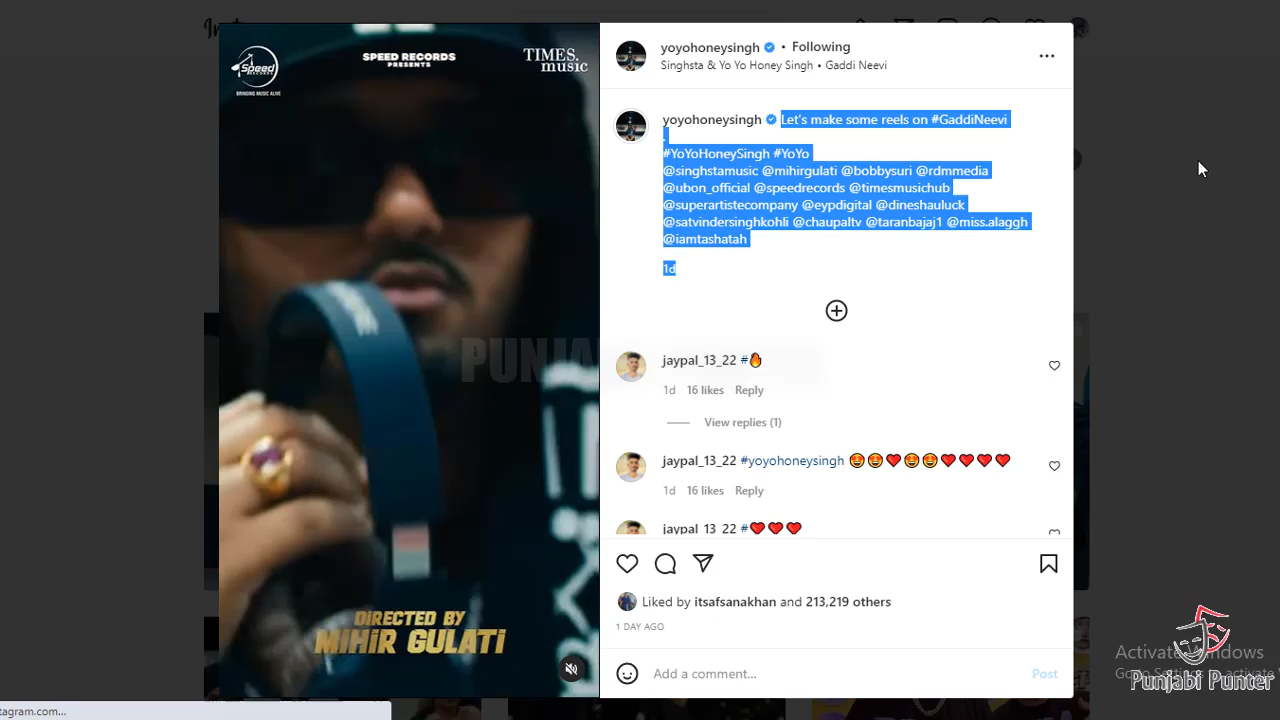 Speed
RECORDS
BRINGING MUSIC ALIVE
SPEED RECORDS
PRESENTS
TIMES.
music
DIRECTED BY
MIHIR GULATI
PUNJA
yoyohoneysingh • Following
Singhsta & Yo Yo Honey Singh • Gaddi Neevi
yoyohoneysingh Let's make some reels on #GaddiNeevi
.
#YoYoHoneySingh #YoYo
@singhstamusic @mihirgulati @bobbysuri @rdmmedia
@ubon_official @speedrecords @timesmusichub
@superartistecompany @eypdigital @dineshauluck
@satvindersinghkohli @chaupaltv @taranbajaj1 @miss.alaggh
@iamtashatah
1d
jaypal_13_22 #🔥
1d 16 likes Reply
View replies (1)
jaypal_13_22 #yoyohoneysingh 🤩🤩❤️🤩🤩❤️❤️❤️❤️
1d 16 likes Reply
jaypal_13_22 #❤️❤️❤️
Liked by itsafsanakhan and 213,219 others
1 DAY AGO
Add a comment... Post
Activate Windows
Punjabi Punter
tagram.com...